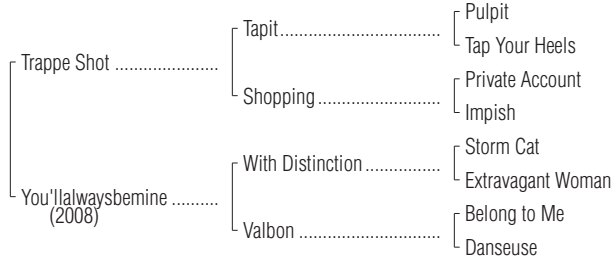 Pulpit
Tapit.....................................
Tap Your Heels
Trappe Shot ........................
Private Account
Shopping............................
Impish
Storm Cat
With Distinction.................
Extravagant Woman
You'llalwaysbemine ..........
(2008)
Belong to Me
Valbon ................................
Danseuse